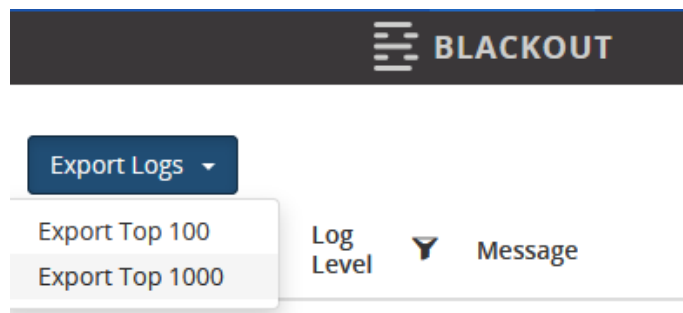 BLACKOUT
Export Logs
Export Top 100
Export Top 1000
Log
Level
Message